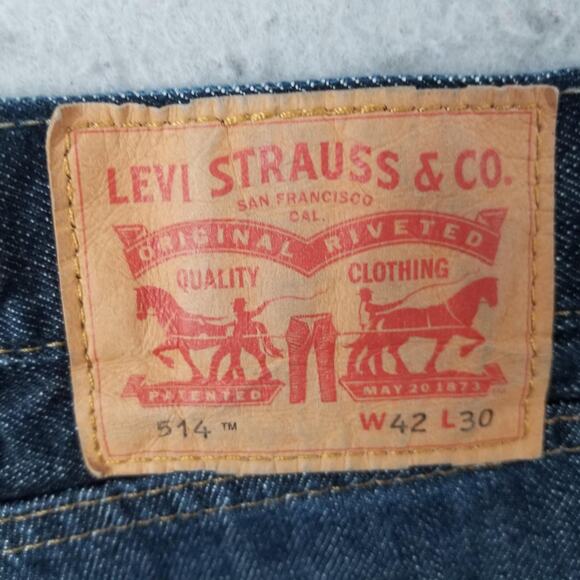 LEVI STRAUSS & CO.
SAN FRANCISCO
CAL.
ORIGINAL RIVETED
QUALITY CLOTHING
PATENTED MAY 20 1873
514 ™ W42 L30